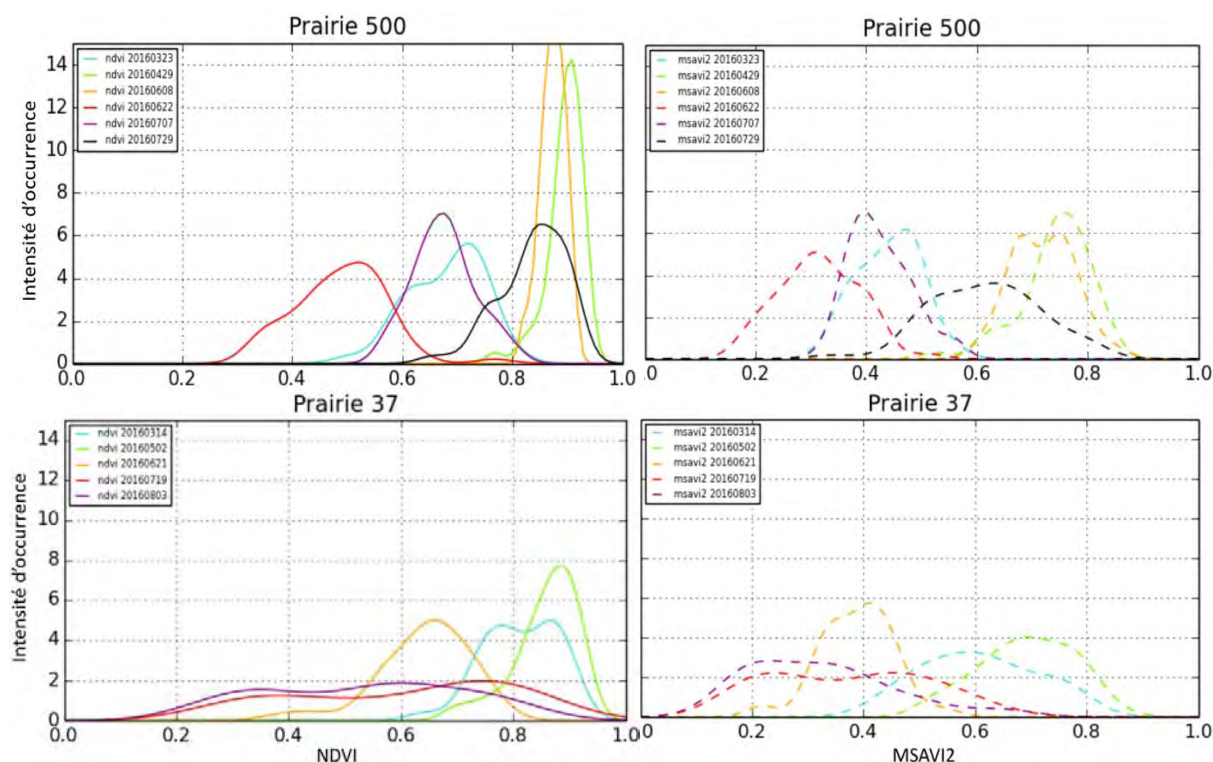 Prairie 500
Intensité d'occurrence
14
12
10
8
6
4
2
0
ndvi 20160323
ndvi 20160429
ndvi 20160608
ndvi 20160622
ndvi 20160707
ndvi 20160729
0.0 0.2 0.4 0.6 0.8 1.0
Prairie 500
msavi2 20160323
msavi2 20160429
msavi2 20160608
msavi2 20160622
msavi2 20160707
msavi2 20160729
.0 0.2 0.4 0.6 0.8 1.0
Prairie 37
Intensité d'occurrence
14
12
10
8
6
4
2
0
ndvi 20160314
ndvi 20160502
ndvi 20160621
ndvi 20160719
ndvi 20160803
0.0 0.2 0.4 0.6 0.8 1.0
NDVI
Prairie 37
msavi2 20160314
msavi2 20160502
msavi2 20160621
msavi2 20160719
msavi2 20160803
0.2 0.4 0.6 0.8 1.0
MSAVI2